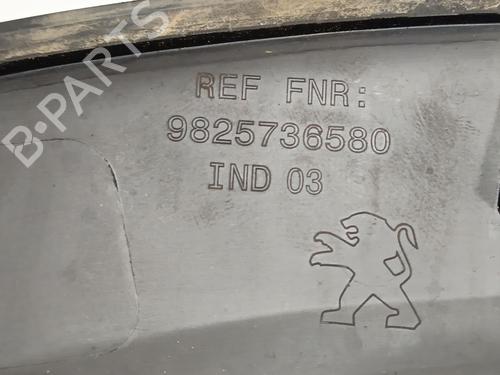 B-PARTS
REF FNR:
9825736580
IND 03